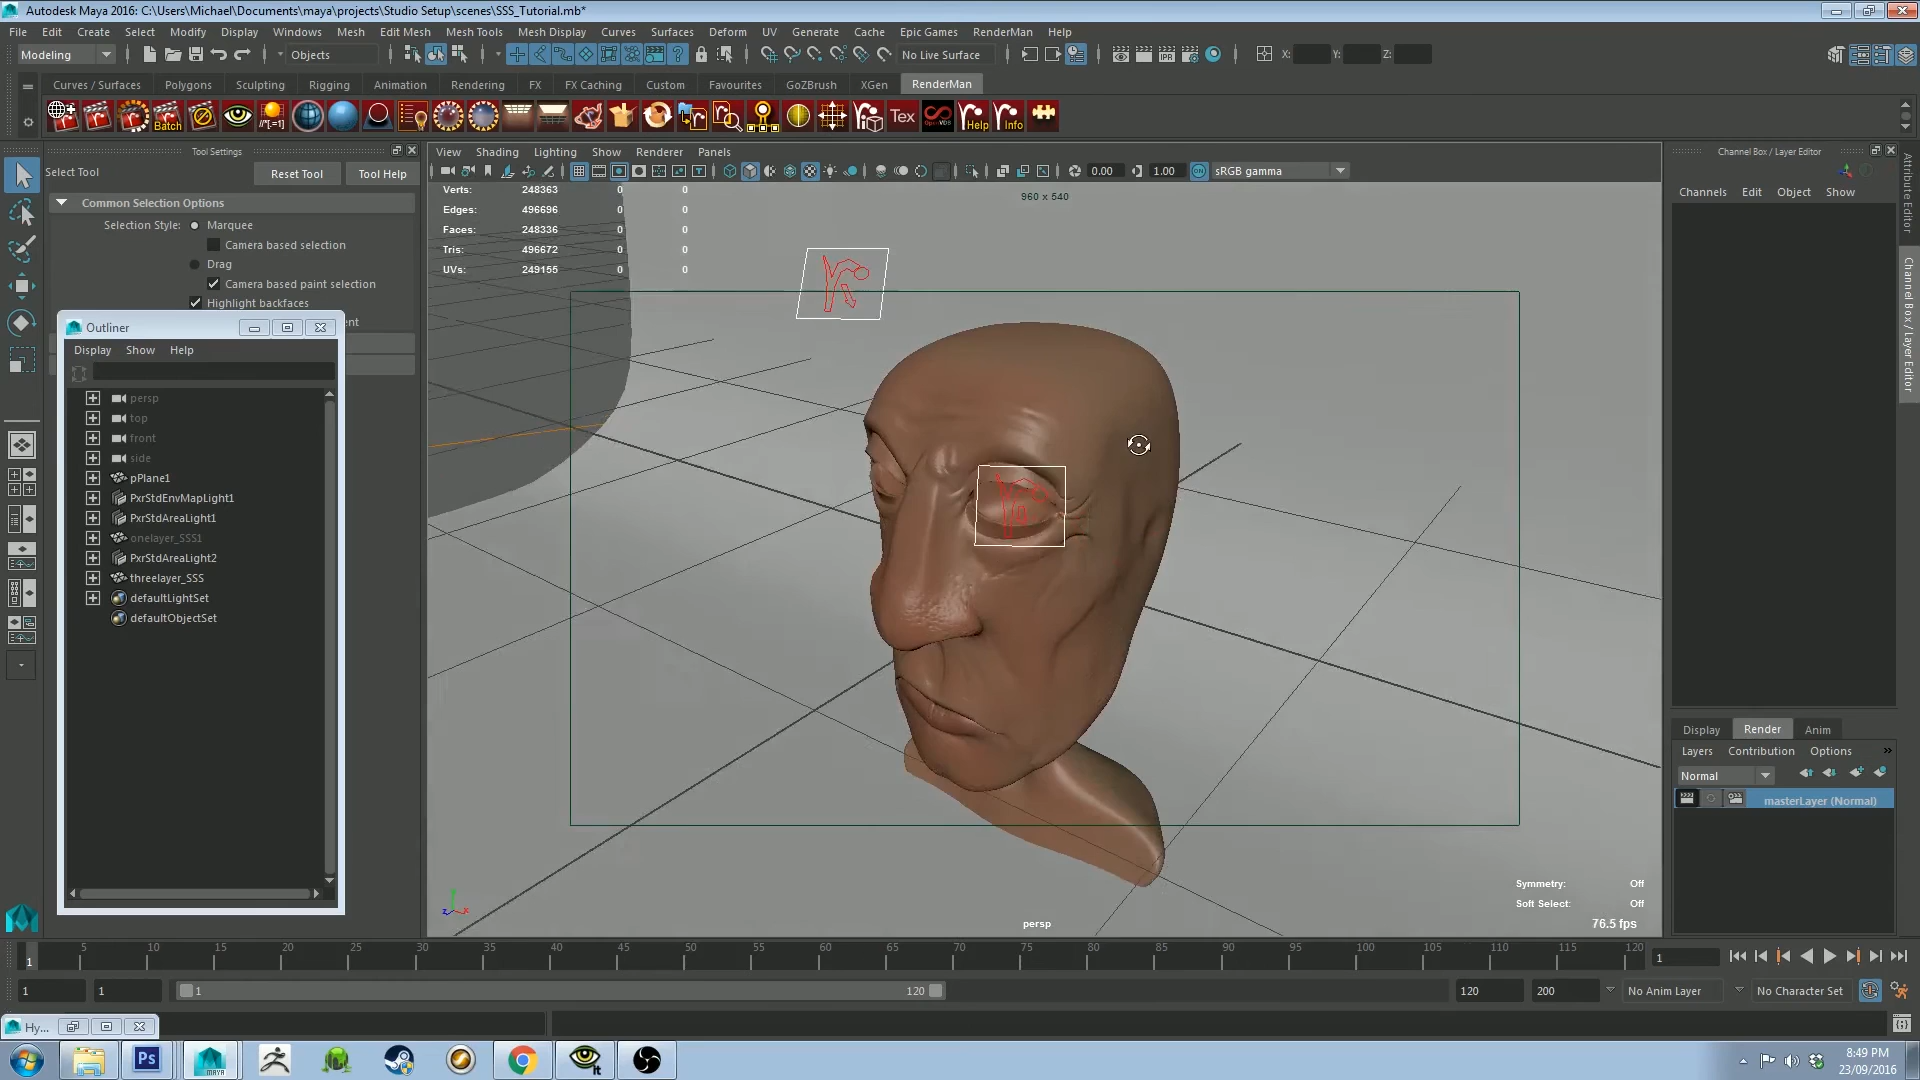 Autodesk Maya 2016: C:\Users\Michael\Documents\maya\projects\Studio Setup\scenes\SSS_Tutorial.mb*
File Edit Create Select Modify Display Windows Mesh Edit Mesh Mesh Tools Mesh Display Curves Surfaces Deform UV Generate Cache Epic Games RenderMan Help
Modeling Objects No Live Surface X: Y: Z:
Curves / Surfaces Polygons Sculpting Rigging Animation Rendering FX FX Caching Custom Favourites GoZBrush XGen RenderMan
Batch Tex Help Info
Tool Settings
Select Tool Reset Tool Tool Help
Common Selection Options
Selection Style: Marquee
Camera based selection
Drag
Camera based paint selection
Highlight backfaces
Outliner
Display Show Help
persp
top
front
side
pPlane1
PxrStdEnvMapLight1
PxrStdAreaLight1
onelayer_SSS1
PxrStdAreaLight2
threelayer_SSS
defaultLightSet
defaultObjectSet
View Shading Lighting Show Renderer Panels
0.00 1.00 sRGB gamma
Verts: 248363 0 0
Edges: 496696 0 0
Faces: 248336 0 0
Tris: 496672 0 0
UVs: 249155 0 0
960 x 540
Symmetry: Off
Soft Select: Off
76.5 fps
persp
Channel Box / Layer Editor
Channels Edit Object Show
Attribute Editor
Channel Box / Layer Editor
Display Render Anim
Layers Contribution Options
Normal
masterLayer (Normal)
5 10 15 20 25 30 35 40 45 50 55 60 65 70 75 80 85 90 95 100 105 110 115 120
1 1
1 1 1 120 120 200 No Anim Layer No Character Set
Hy...
Ps
8:49 PM
23/09/2016